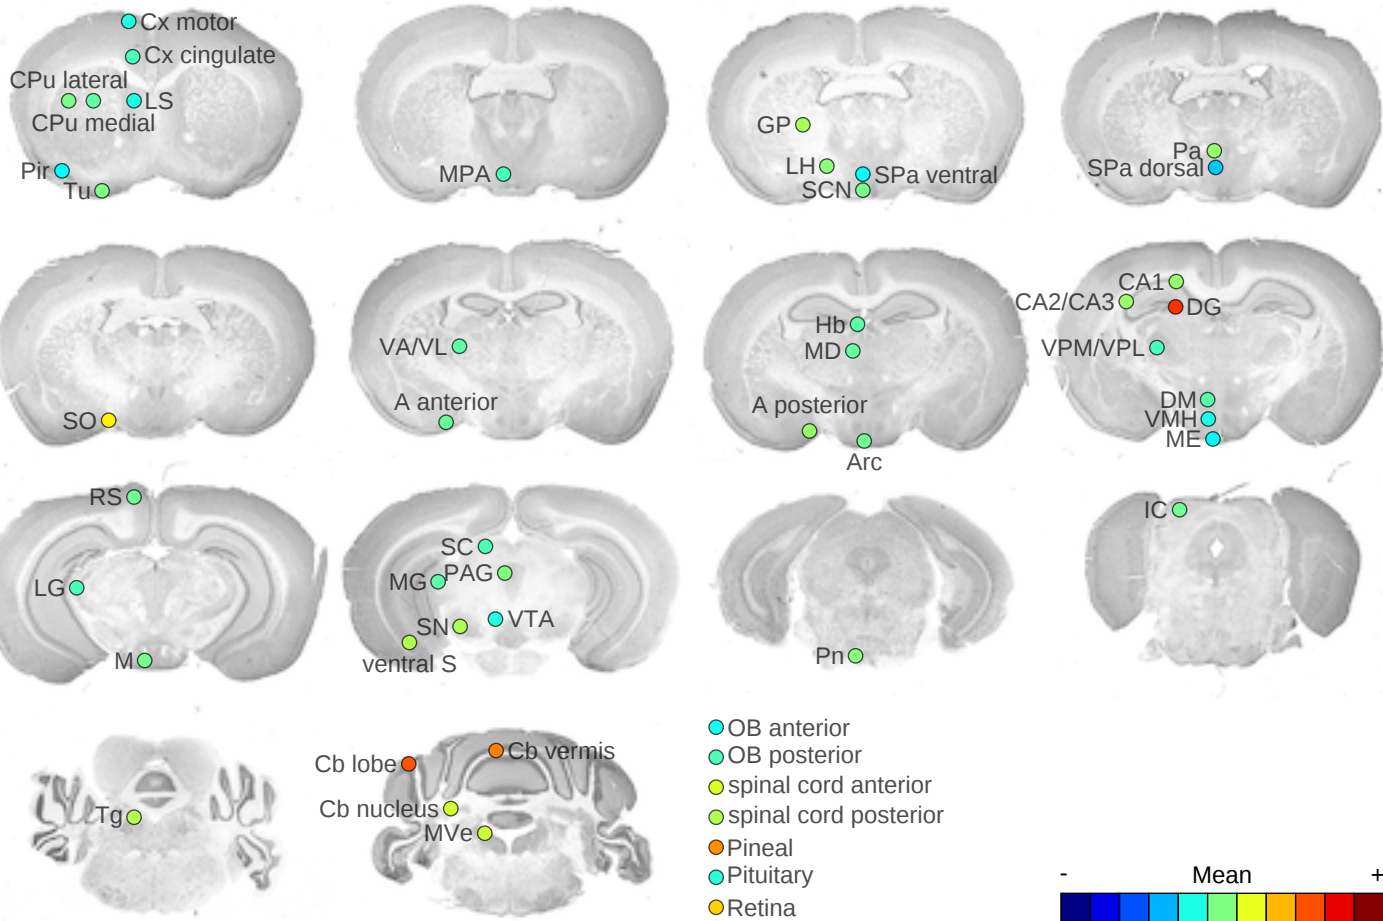 Cx motor
Cx cingulate
CPu lateral
LS
CPu medial
Pir
Tu
MPA
GP
LH
SPa ventral
SCN
Pa
SPa dorsal
SO
VA/VL
A anterior
Hb
MD
A posterior
Arc
CA1
CA2/CA3
DG
VPM/VPL
DM
VMH
ME
RS
LG
M
SC
MG
PAG
SN
VTA
ventral S
Pn
IC
Tg
Cb lobe
Cb vermis
Cb nucleus
MVe
OB anterior
OB posterior
spinal cord anterior
spinal cord posterior
Pineal
Pituitary
Retina
- Mean +